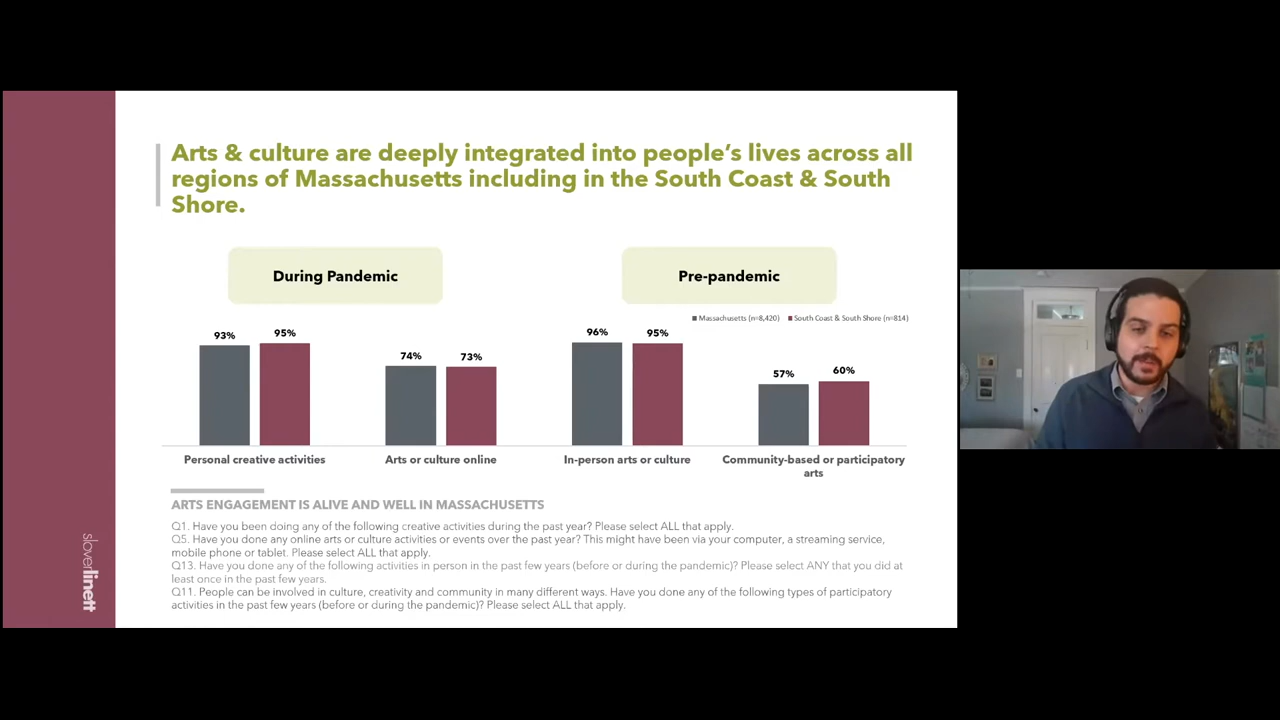 Arts & culture are deeply integrated into people’s lives across all
regions of Massachusetts including in the South Coast & South
Shore.
During Pandemic
Pre-pandemic
Massachusetts (n=8,420)
South Coast & South Shore (n=814)
93%
95%
74%
73%
96%
95%
57%
60%
Personal creative activities
Arts or culture online
In-person arts or culture
Community-based or participatory
arts
ARTS ENGAGEMENT IS ALIVE AND WELL IN MASSACHUSETTS
Q1. Have you been doing any of the following creative activities during the past year? Please select ALL that apply.
Q5. Have you done any online arts or culture activities or events over the past year? This might have been via your computer, a streaming service,
mobile phone or tablet. Please select ALL that apply.
Q13. Have you done any of the following activities in person in the past few years (before or during the pandemic)? Please select ANY that you did at
least once in the past few years.
Q11. People can be involved in culture, creativity and community in many different ways. Have you done any of the following types of participatory
activities in the past few years (before or during the pandemic)? Please select ALL that apply.
sloverlinett